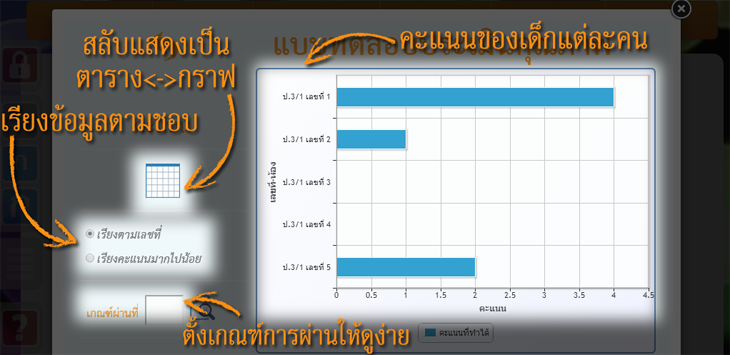 สลับแสดงเป็น
ตาราง<->กราฟ
คะแนนของเด็กแต่ละคน
เรียงข้อมูลตามชอบ
เรียงตามเลขที่
เรียงคะแนนมากไปน้อย
เกณฑ์ผ่านที่
ตั้งเกณฑ์การผ่านให้ดูง่าย
เลขที่-ห้อง
ป.3/1 เลขที่ 1
ป.3/1 เลขที่ 2
ป.3/1 เลขที่ 3
ป.3/1 เลขที่ 4
ป.3/1 เลขที่ 5
0 0.5 1 1.5 2 2.5 3 3.5 4 4.5
คะแนน
คะแนนที่ทำได้